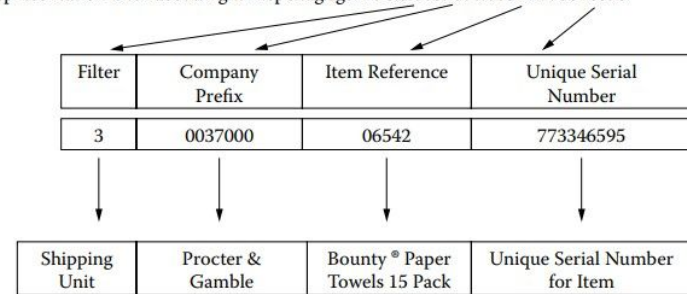 Filter Company Prefix Item Reference Unique Serial Number
3 0037000 06542 773346595
Shipping Unit Procter & Gamble Bounty ® Paper Towels 15 Pack Unique Serial Number for Item